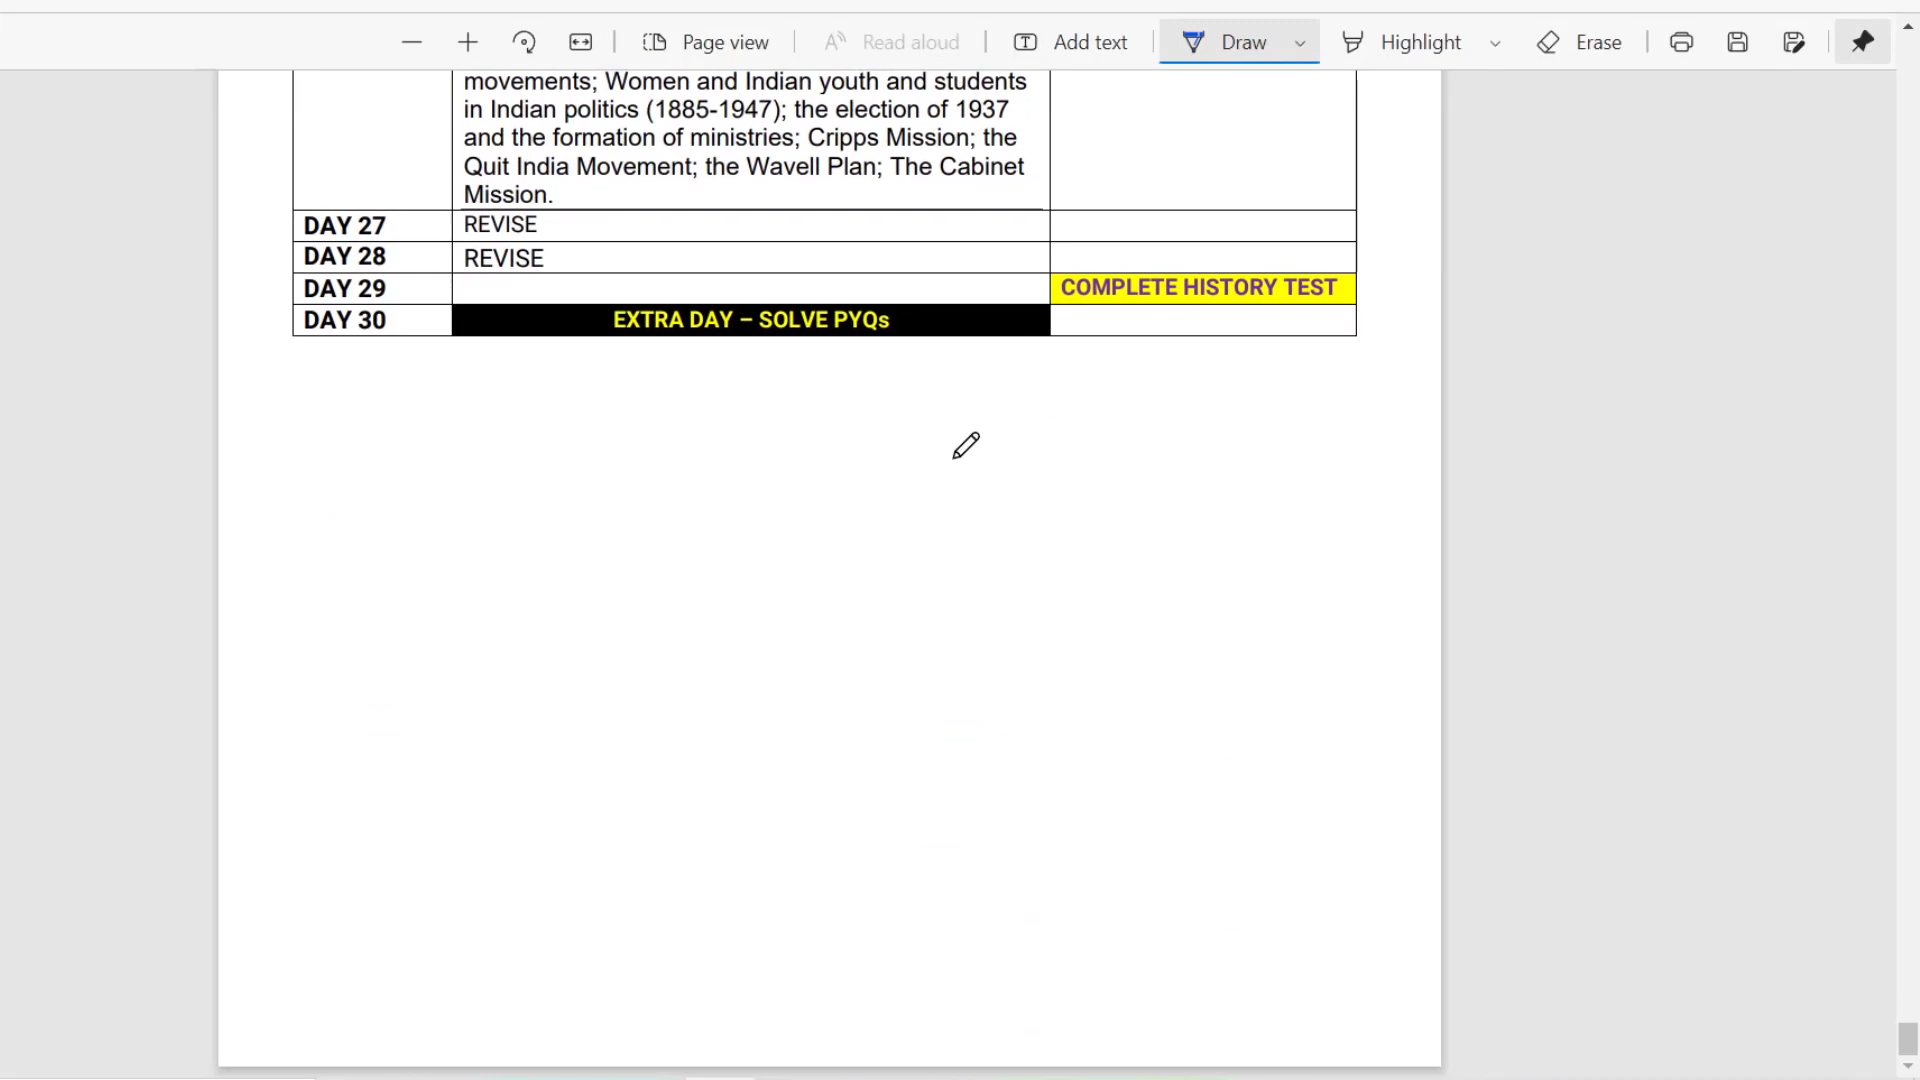 Page view
Read aloud
Add text
Draw
Highlight
Erase
movements; Women and Indian youth and students
in Indian politics (1885-1947); the election of 1937
and the formation of ministries; Cripps Mission; the
Quit India Movement; the Wavell Plan; The Cabinet
Mission.
DAY 27 REVISE
DAY 28 REVISE
DAY 29 COMPLETE HISTORY TEST
DAY 30 EXTRA DAY – SOLVE PYQs